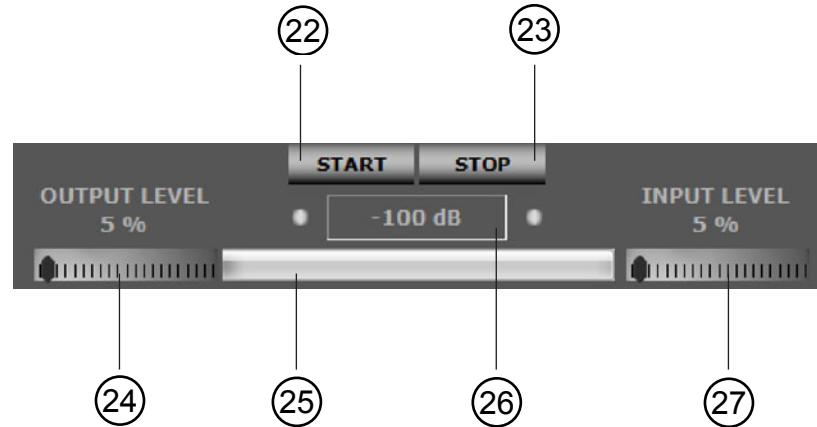 22 23
START STOP
OUTPUT LEVEL
5 %
-100 dB
INPUT LEVEL
5 %
24 25 26 27